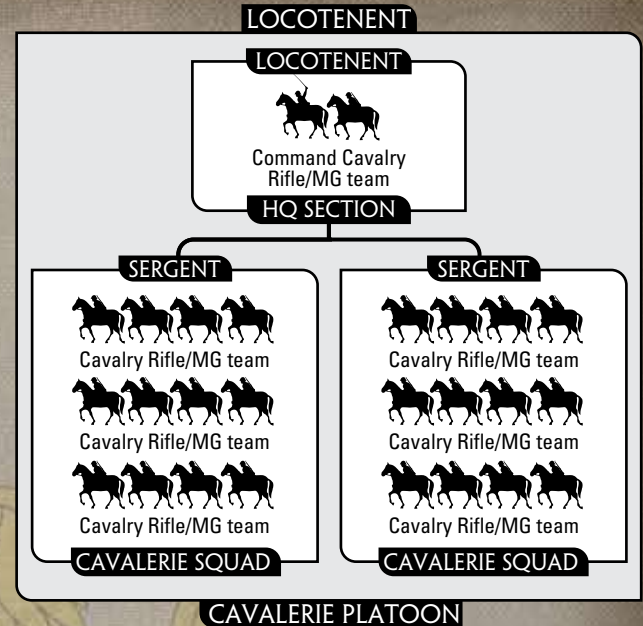 LOCOTENENT
LOCOTENENT
Command Cavalry
Rifle/MG team
HQ SECTION
SERGENT
Cavalry Rifle/MG team
Cavalry Rifle/MG team
Cavalry Rifle/MG team
CAVALERIE SQUAD
SERGENT
Cavalry Rifle/MG team
Cavalry Rifle/MG team
Cavalry Rifle/MG team
CAVALERIE SQUAD
CAVALERIE PLATOON